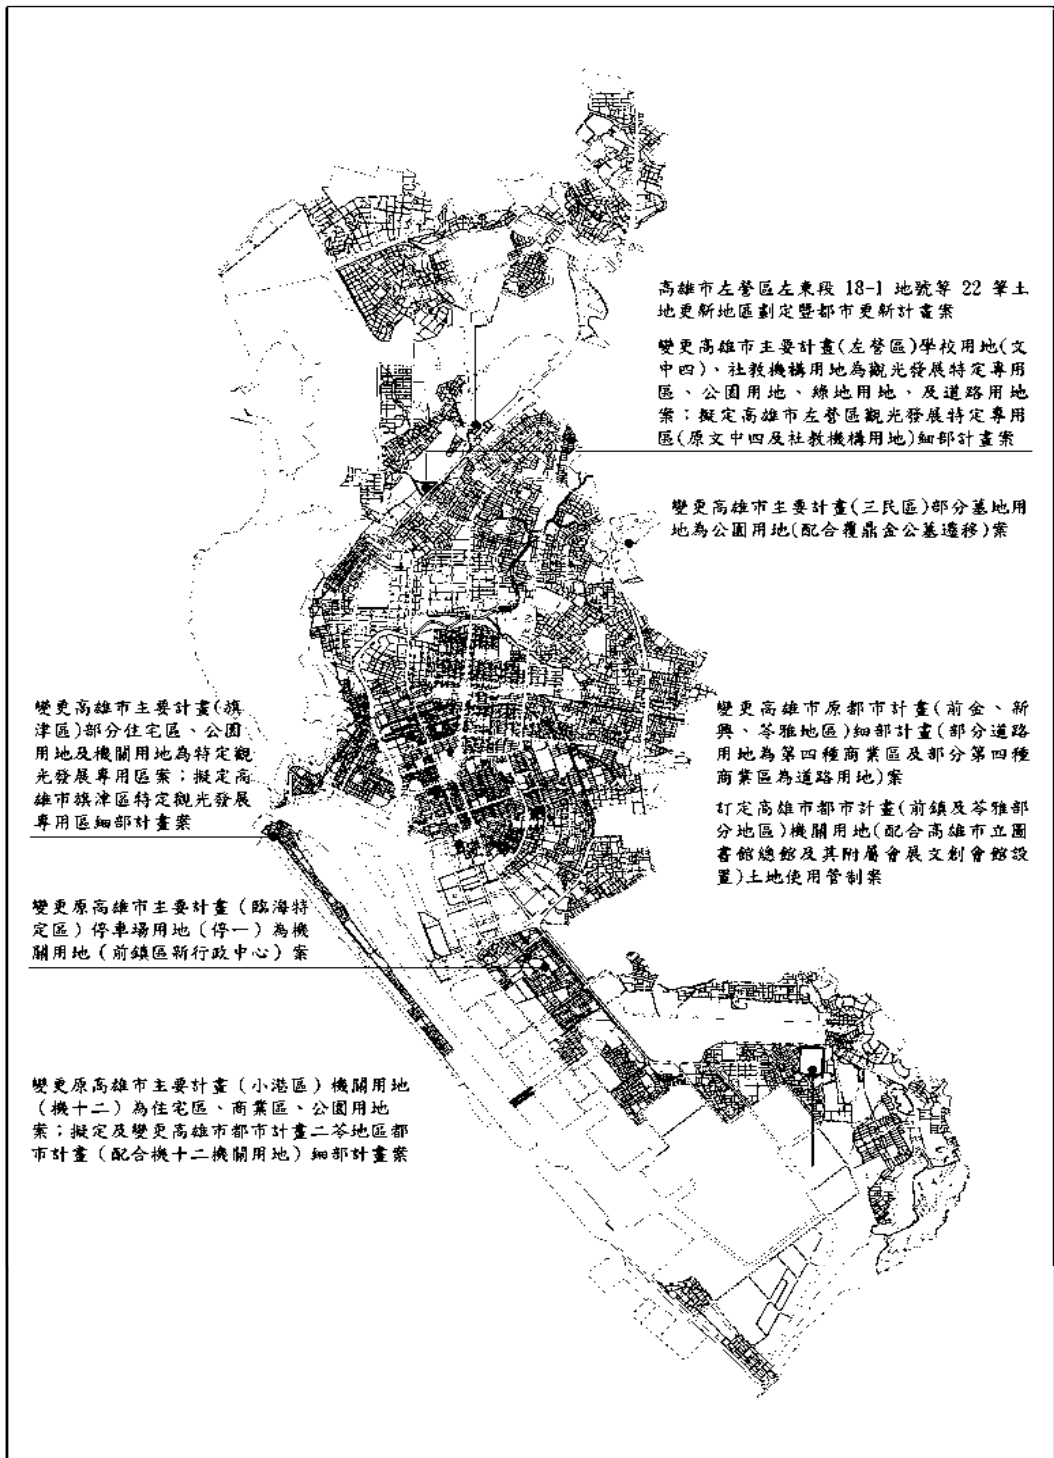 高雄市左營區左東段 18-1 地號等 22 筆土
地更新地區劃定暨都市更新計畫案
變更高雄市主要計畫(左營區)學校用地(文
中四)、社教機構用地為觀光發展特定專用
區、公園用地、綠地用地、及道路用地
案；擬定高雄市左營區觀光發展特定專用
區(原文中四及社教機構用地)細部計畫案
變更高雄市主要計畫(三民區)部分墓地用
地為公園用地(配合覆鼎金公墓遷移)案
變更高雄市主要計畫(旗
津區)部分住宅區、公園
用地及機關用地為特定觀
光發展專用區案；擬定高
雄市旗津區特定觀光發展
專用區細部計畫案
變更高雄市原都市計畫(前金、新
興、苓雅地區)細部計畫(部分道路
用地為第四種商業區及部分第四種
商業區為道路用地)案
訂定高雄市都市計畫(前鎮及苓雅部
分地區)機關用地(配合高雄市立圖
書館總館及其附屬會展文創會館設
置)土地使用管制案
變更原高雄市主要計畫（臨海特
定區）停車場用地（停一）為機
關用地（前鎮區新行政中心）案
變更原高雄市主要計畫（小港區）機關用地
（機十二）為住宅區、商業區、公園用地
案；擬定及變更高雄市都市計畫二苓地區都
市計畫（配合機十二機關用地）細部計畫案